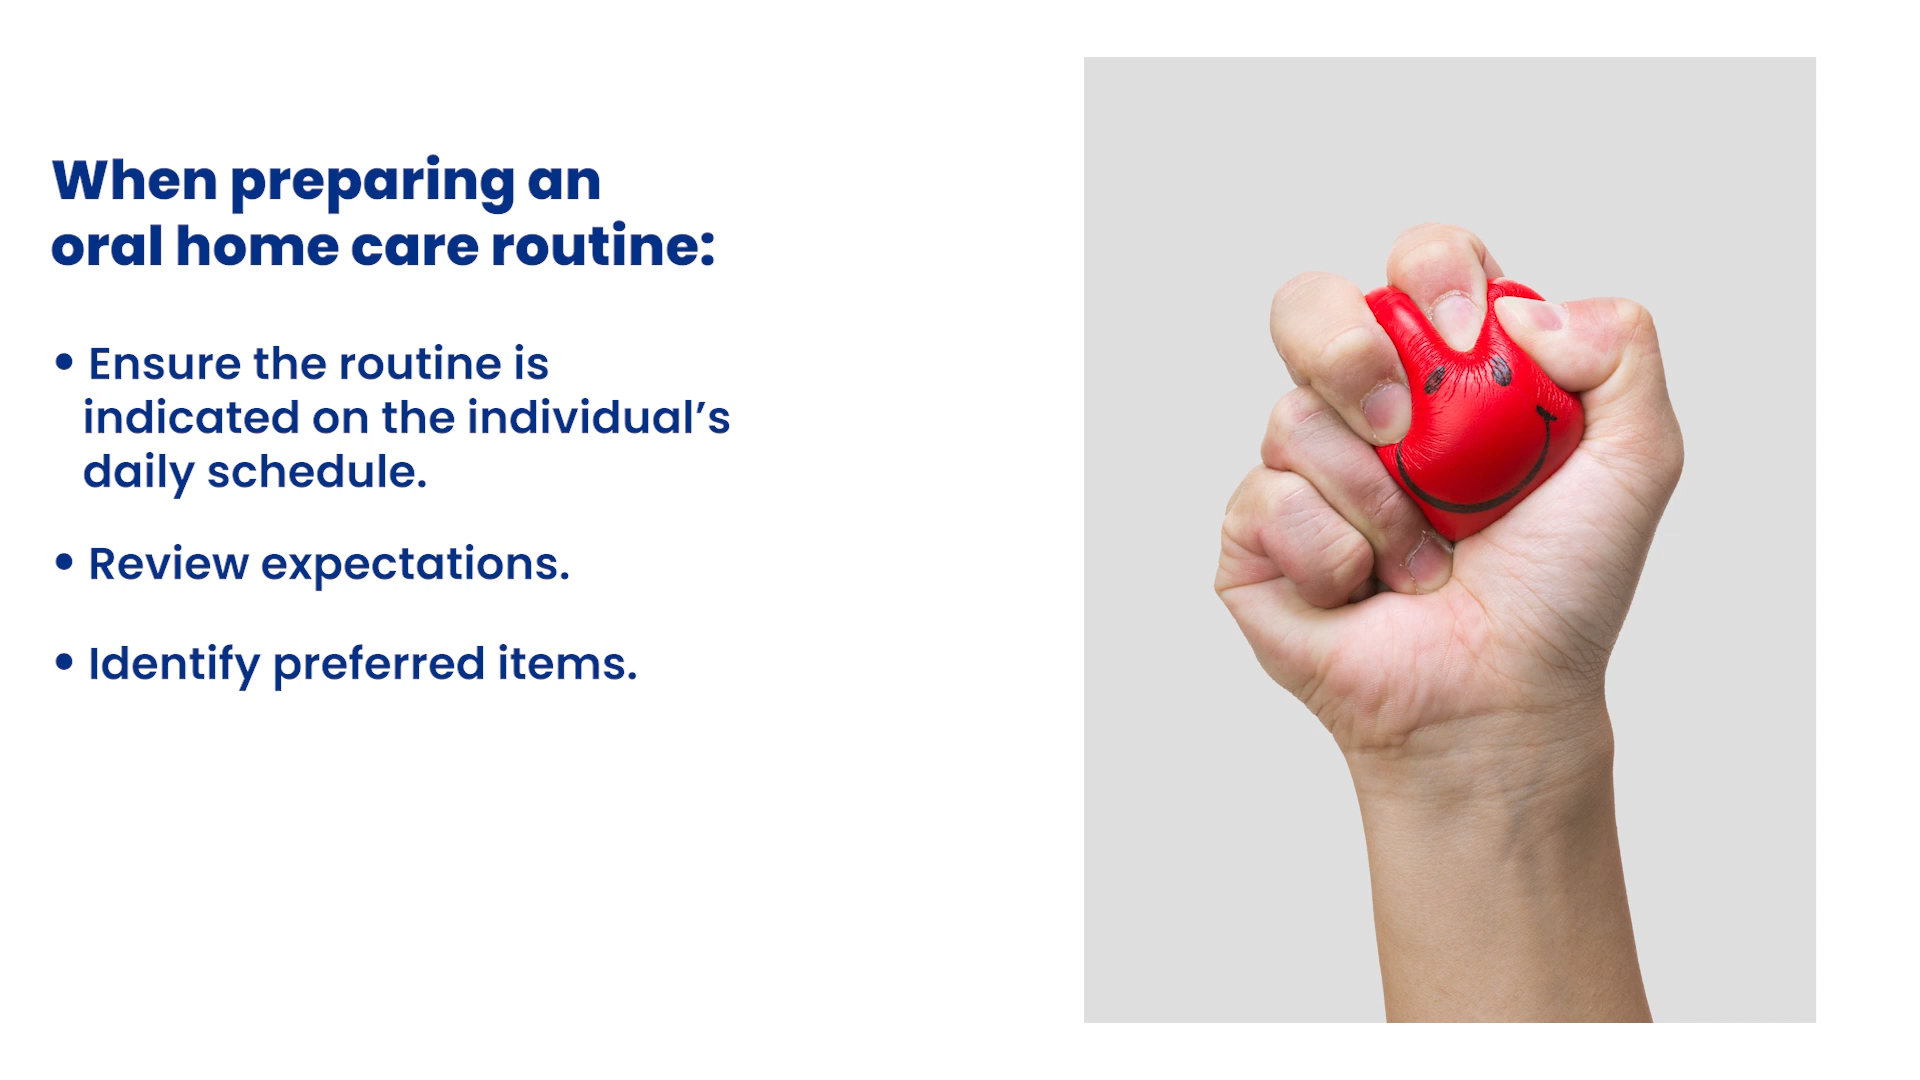 When preparing an
oral home care routine:
• Ensure the routine is
indicated on the individual’s
daily schedule.
• Review expectations.
• Identify preferred items.